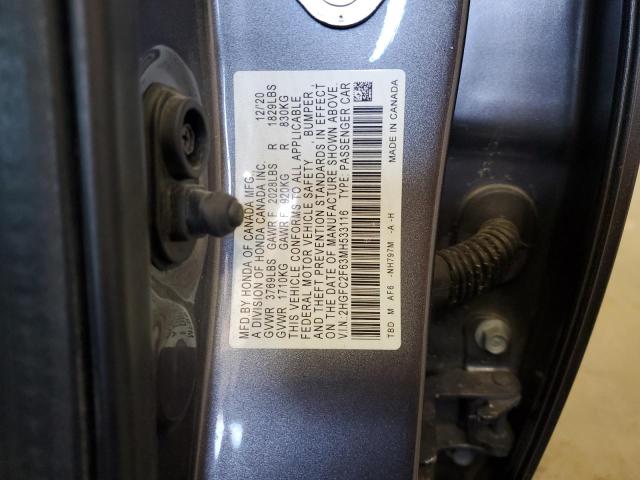 MFD BY HONDA OF CANADA MFG., 12/20
A DIVISION OF HONDA CANADA INC.
GVWR 3769LBS GAWR F 2028LBS R 1829LBS
GVWR 1710KG GAWR F 920KG R 830KG
THIS VEHICLE CONFORMS TO ALL APPLICABLE
FEDERAL MOTOR VEHICLE SAFETY , BUMPER ,
AND THEFT PREVENTION STANDARDS IN EFFECT
ON THE DATE OF MANUFACTURE SHOWN ABOVE.
V.I.N.:2HGFC2F63MH533116 TYPE: PASSENGER CAR
TBD M AF6 -NH797M -A -H MADE IN CANADA